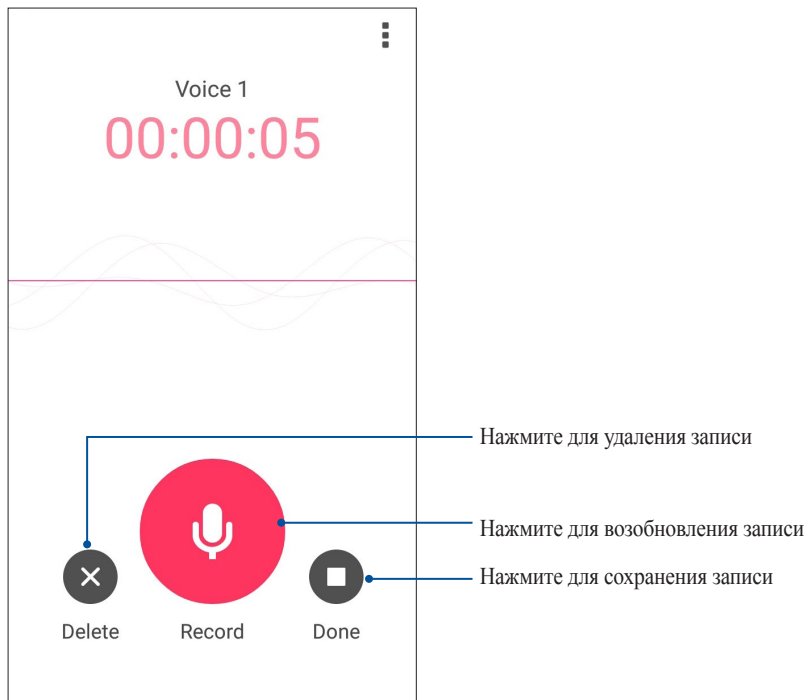 Voice 1
00:00:05
Нажмите для удаления записи
Нажмите для возобновления записи
Нажмите для сохранения записи
Delete
Record
Done